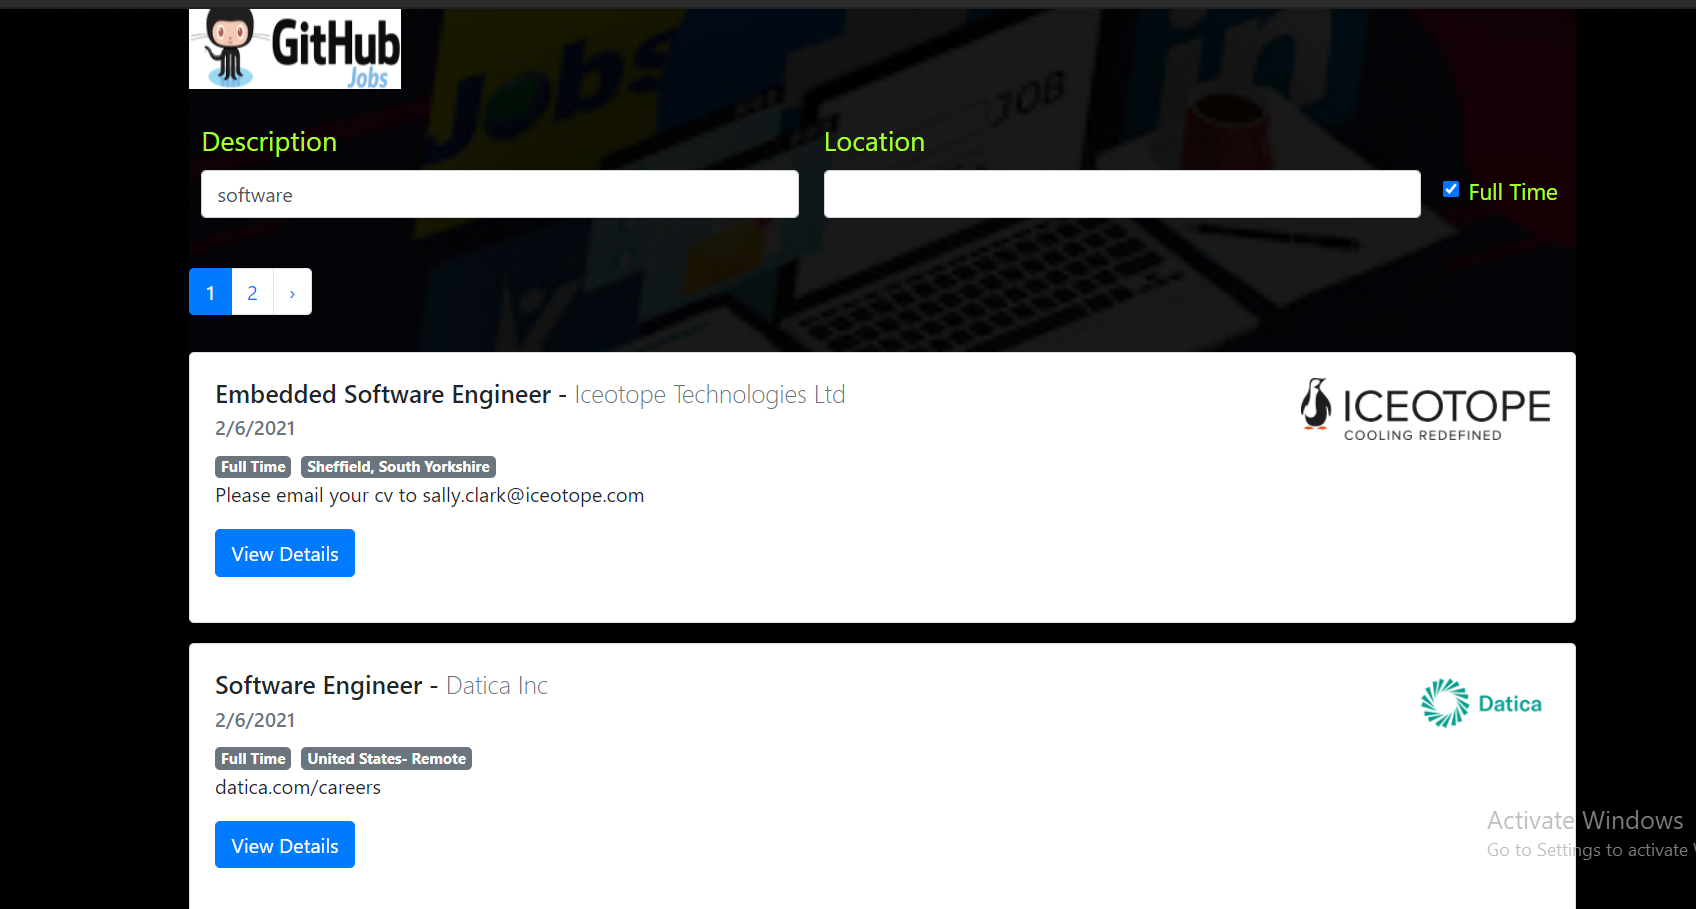 GitHub
Jobs
Jobs
in
JOB
Description
Location
software
Full Time
1 2 ›
Embedded Software Engineer - Iceotope Technologies Ltd
ICEOTOPE
COOLING REDEFINED
2/6/2021
Full Time Sheffield, South Yorkshire
Please email your cv to sally.clark@iceotope.com
View Details
Software Engineer - Datica Inc
Datica
2/6/2021
Full Time United States- Remote
datica.com/careers
View Details
Activate Windows
Go to Settings to activate